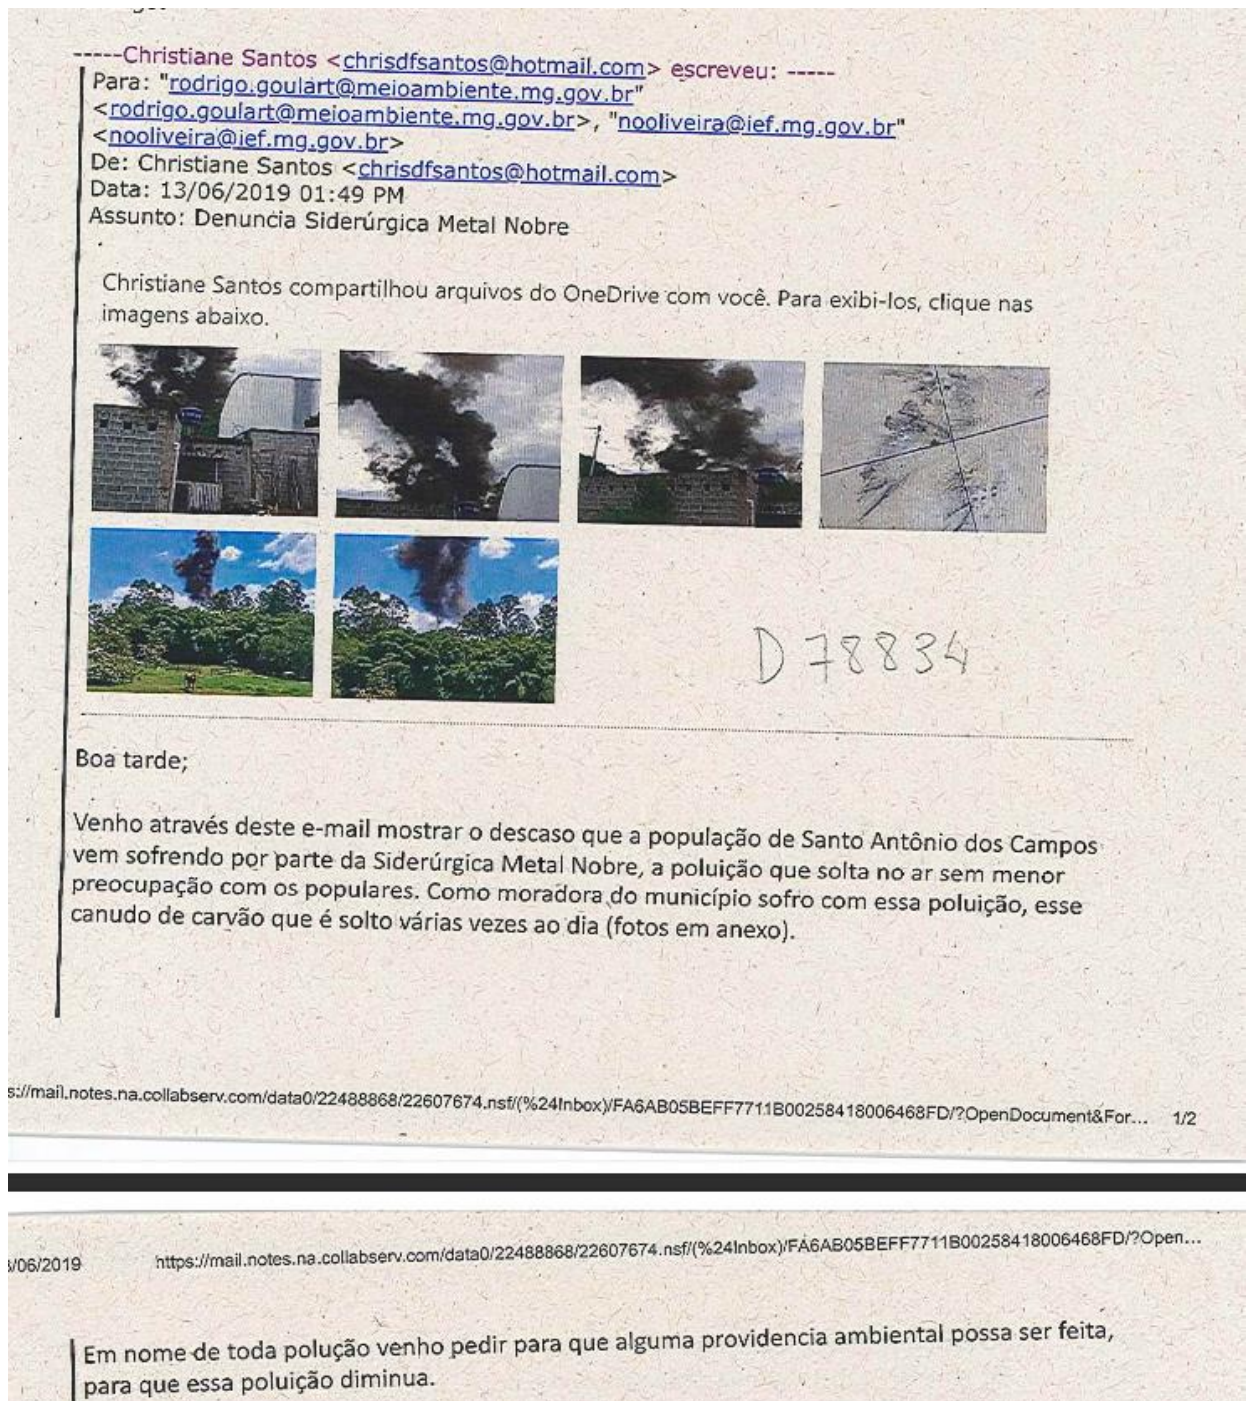 -----Christiane Santos <chrisdfsantos@hotmail.com> escreveu: -----
Para: "rodrigo.goulart@meioambiente.mg.gov.br"
<rodrigo.goulart@meioambiente.mg.gov.br>, "nooliveira@ief.mg.gov.br"
<nooliveira@ief.mg.gov.br>
De: Christiane Santos <chrisdfsantos@hotmail.com>
Data: 13/06/2019 01:49 PM
Assunto: Denuncia Siderúrgica Metal Nobre
Christiane Santos compartilhou arquivos do OneDrive com você. Para exibi-los, clique nas
imagens abaixo.
D 78834
Boa tarde;
Venho através deste e-mail mostrar o descaso que a população de Santo Antônio dos Campos
vem sofrendo por parte da Siderúrgica Metal Nobre, a poluição que solta no ar sem menor
preocupação com os populares. Como moradora do município sofro com essa poluição, esse
canudo de carvão que é solto várias vezes ao dia (fotos em anexo).
s://mail.notes.na.collabserv.com/data0/22488868/22607674.nsf/(%24Inbox)/FA6AB05BEFF7711B00258418006468FD/?OpenDocument&For... 1/2
/06/2019 https://mail.notes.na.collabserv.com/data0/22488868/22607674.nsf/(%24Inbox)/FA6AB05BEFF7711B00258418006468FD/?Open...
Em nome de toda polução venho pedir para que alguma providencia ambiental possa ser feita,
para que essa poluição diminua.